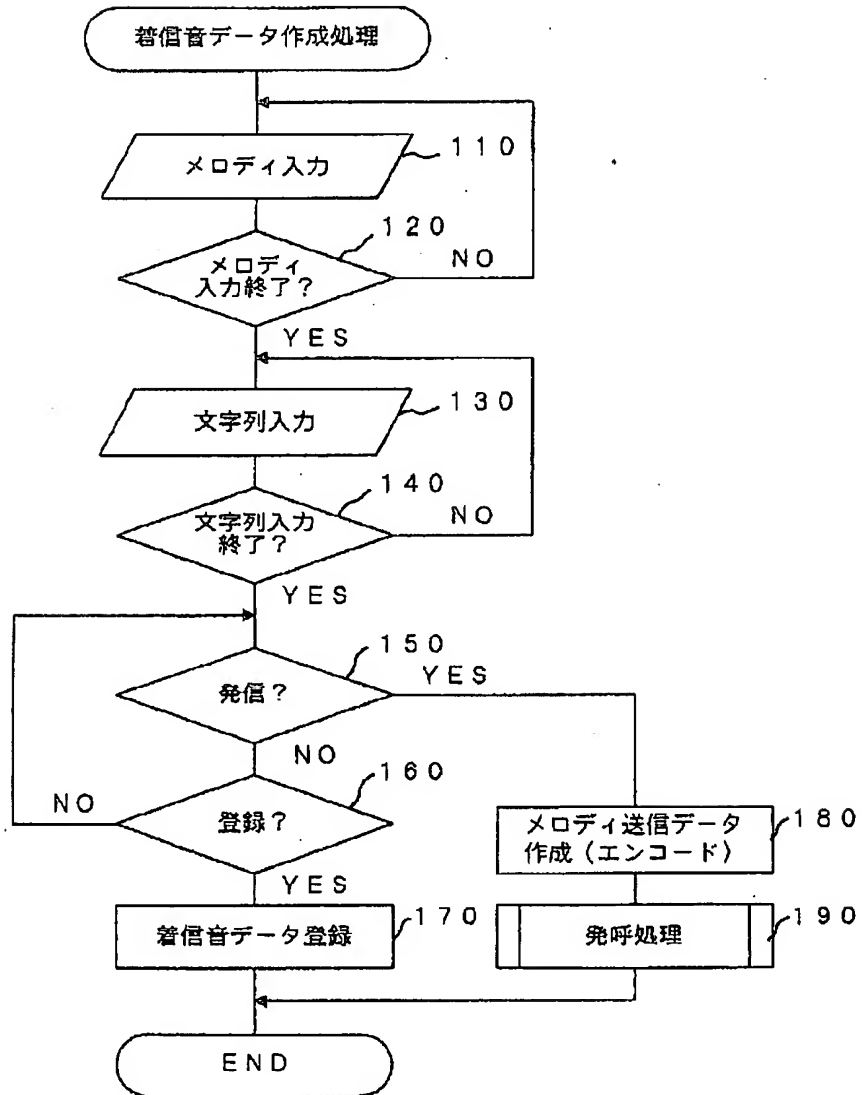 着信音データ作成処理
メロディ入力
110
120
メロディ
入力終了?
NO
YES
文字列入力
130
140
文字列入力
終了?
NO
YES
150
発信?
YES
NO
160
登録?
NO
YES
メロディ送信データ
作成(エンコード)
180
着信音データ登録
170
発呼処理
190
END